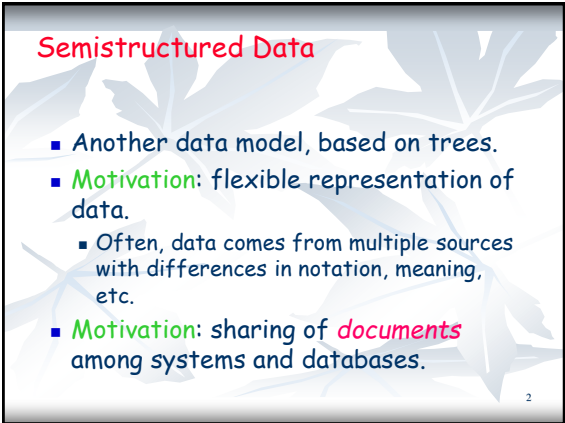 Semistructured Data
■ Another data model, based on trees.
■ Motivation: flexible representation of
data.
■ Often, data comes from multiple sources
with differences in notation, meaning,
etc.
■ Motivation: sharing of documents
among systems and databases.
2